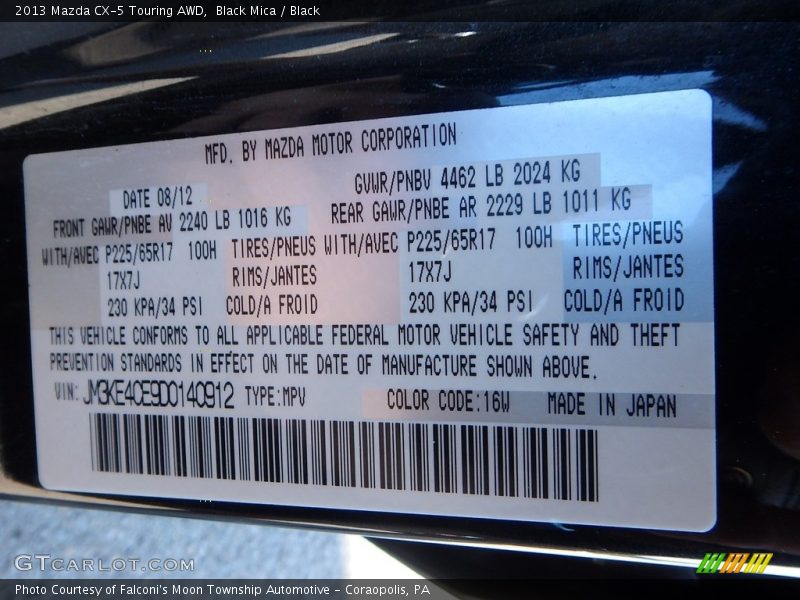 2013 Mazda CX-5 Touring AWD, Black Mica / Black
MFD. BY MAZDA MOTOR CORPORATION
DATE 08/12 GVWR/PNBV 4462 LB 2024 KG
FRONT GAWR/PNBE AV 2240 LB 1016 KG REAR GAWR/PNBE AR 2229 LB 1011 KG
WITH/AVEC P225/65R17 100H TIRES/PNEUS WITH/AVEC P225/65R17 100H TIRES/PNEUS
17X7J RIMS/JANTES 17X7J RIMS/JANTES
230 KPA/34 PSI COLD/A FROID 230 KPA/34 PSI COLD/A FROID
THIS VEHICLE CONFORMS TO ALL APPLICABLE FEDERAL MOTOR VEHICLE SAFETY AND THEFT
PREVENTION STANDARDS IN EFFECT ON THE DATE OF MANUFACTURE SHOWN ABOVE.
VIN: JM3KE4CE9D0140912 TYPE:MPV COLOR CODE:16W MADE IN JAPAN
GTCARLOT.COM
Photo Courtesy of Falconi's Moon Township Automotive - Coraopolis, PA